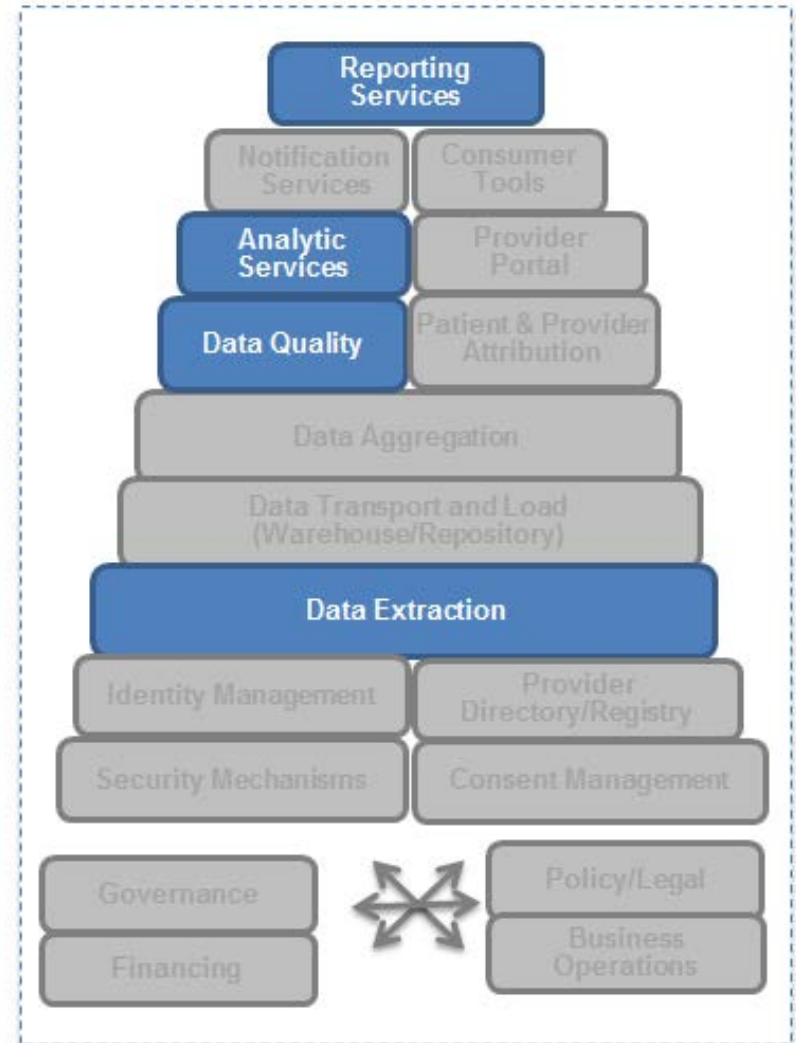 Reporting
Services
Notification
Services
Consumer
Tools
Analytic
Services
Provider
Portal
Data Quality
Patient & Provider
Attribution
Data Aggregation
Data Transport and Load
(Warehouse/Repository)
Data Extraction
Identity Management
Provider
Directory/Registry
Security Mechanisms
Consent Management
Governance
Policy/Legal
Financing
Business
Operations